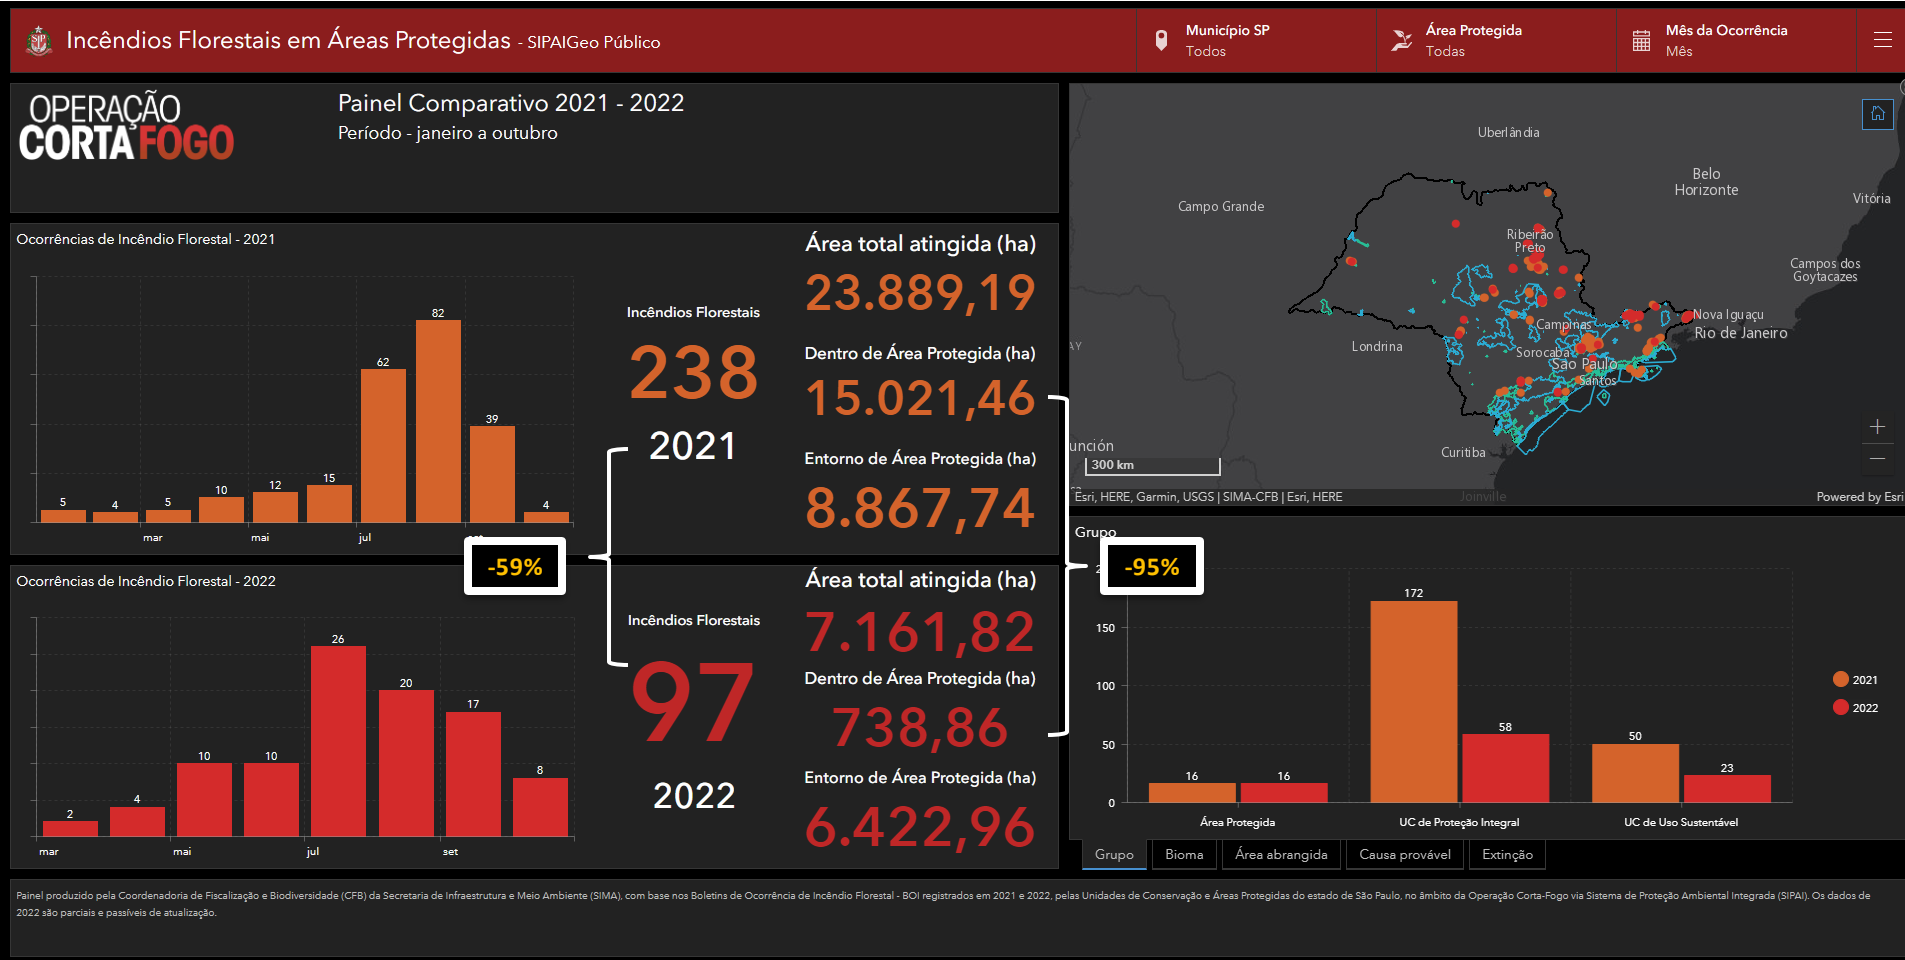 Incêndios Florestais em Áreas Protegidas - SIPAIGeo Público
Município SP
Todos
Área Protegida
Todas
Mês da Ocorrência
Mês
OPERAÇÃO
CORTA FOGO
Painel Comparativo 2021 - 2022
Período - janeiro a outubro
Ocorrências de Incêndio Florestal - 2021
5
4
5
10
12
15
62
82
39
4
mar
mai
jul
Incêndios Florestais
238
2021
Área total atingida (ha)
23.889,19
Dentro de Área Protegida (ha)
15.021,46
Entorno de Área Protegida (ha)
8.867,74
-59%
-95%
Ocorrências de Incêndio Florestal - 2022
2
4
10
10
26
20
17
8
mar
mai
jul
set
Incêndios Florestais
97
2022
Área total atingida (ha)
7.161,82
Dentro de Área Protegida (ha)
738,86
Entorno de Área Protegida (ha)
6.422,96
Uberlândia
Belo
Horizonte
Vitória
Campo Grande
Ribeirão
Preto
Campos dos
Goytacazes
Campinas
Nova Iguaçu
Rio de Janeiro
Londrina
Sorocaba
São Paulo
Santos
Curitiba
unción
AY
300 km
Joinville
Esri, HERE, Garmin, USGS | SIMA-CFB | Esri, HERE
Powered by Esri
Grupo
150
100
50
0
16
16
172
58
50
23
Área Protegida
UC de Proteção Integral
UC de Uso Sustentável
2021
2022
Grupo
Bioma
Área abrangida
Causa provável
Extinção
Painel produzido pela Coordenadoria de Fiscalização e Biodiversidade (CFB) da Secretaria de Infraestrutura e Meio Ambiente (SIMA), com base nos Boletins de Ocorrência de Incêndio Florestal - BOI registrados em 2021 e 2022, pelas Unidades de Conservação e Áreas Protegidas do estado de São Paulo, no âmbito da Operação Corta-Fogo via Sistema de Proteção Ambiental Integrada (SIPAI). Os dados de
2022 são parciais e passíveis de atualização.